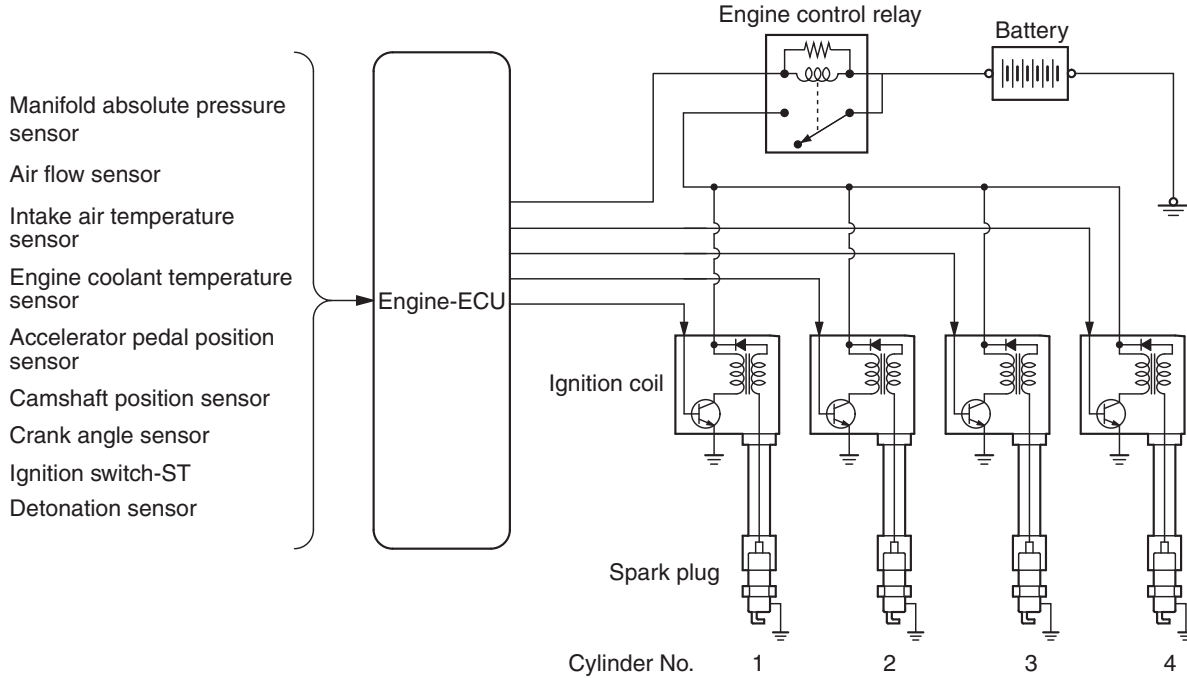 Engine control relay
Battery
Manifold absolute pressure
sensor
Air flow sensor
Intake air temperature
sensor
Engine coolant temperature
sensor
Accelerator pedal position
sensor
Camshaft position sensor
Crank angle sensor
Ignition switch-ST
Detonation sensor
Engine-ECU
Ignition coil
Spark plug
Cylinder No. 1 2 3 4